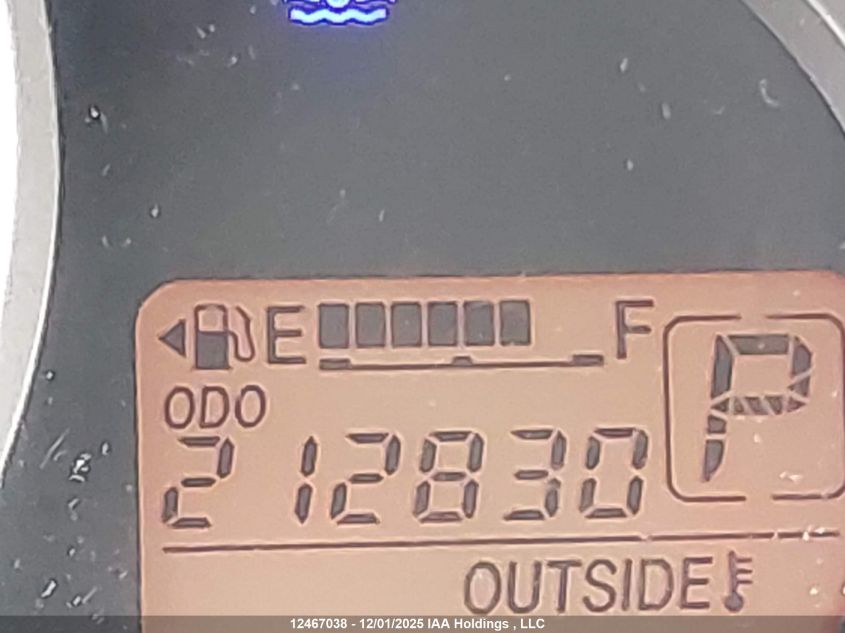 E F
P
ODO
212830
OUTSIDE
12467038 - 12/01/2025 IAA Holdings , LLC